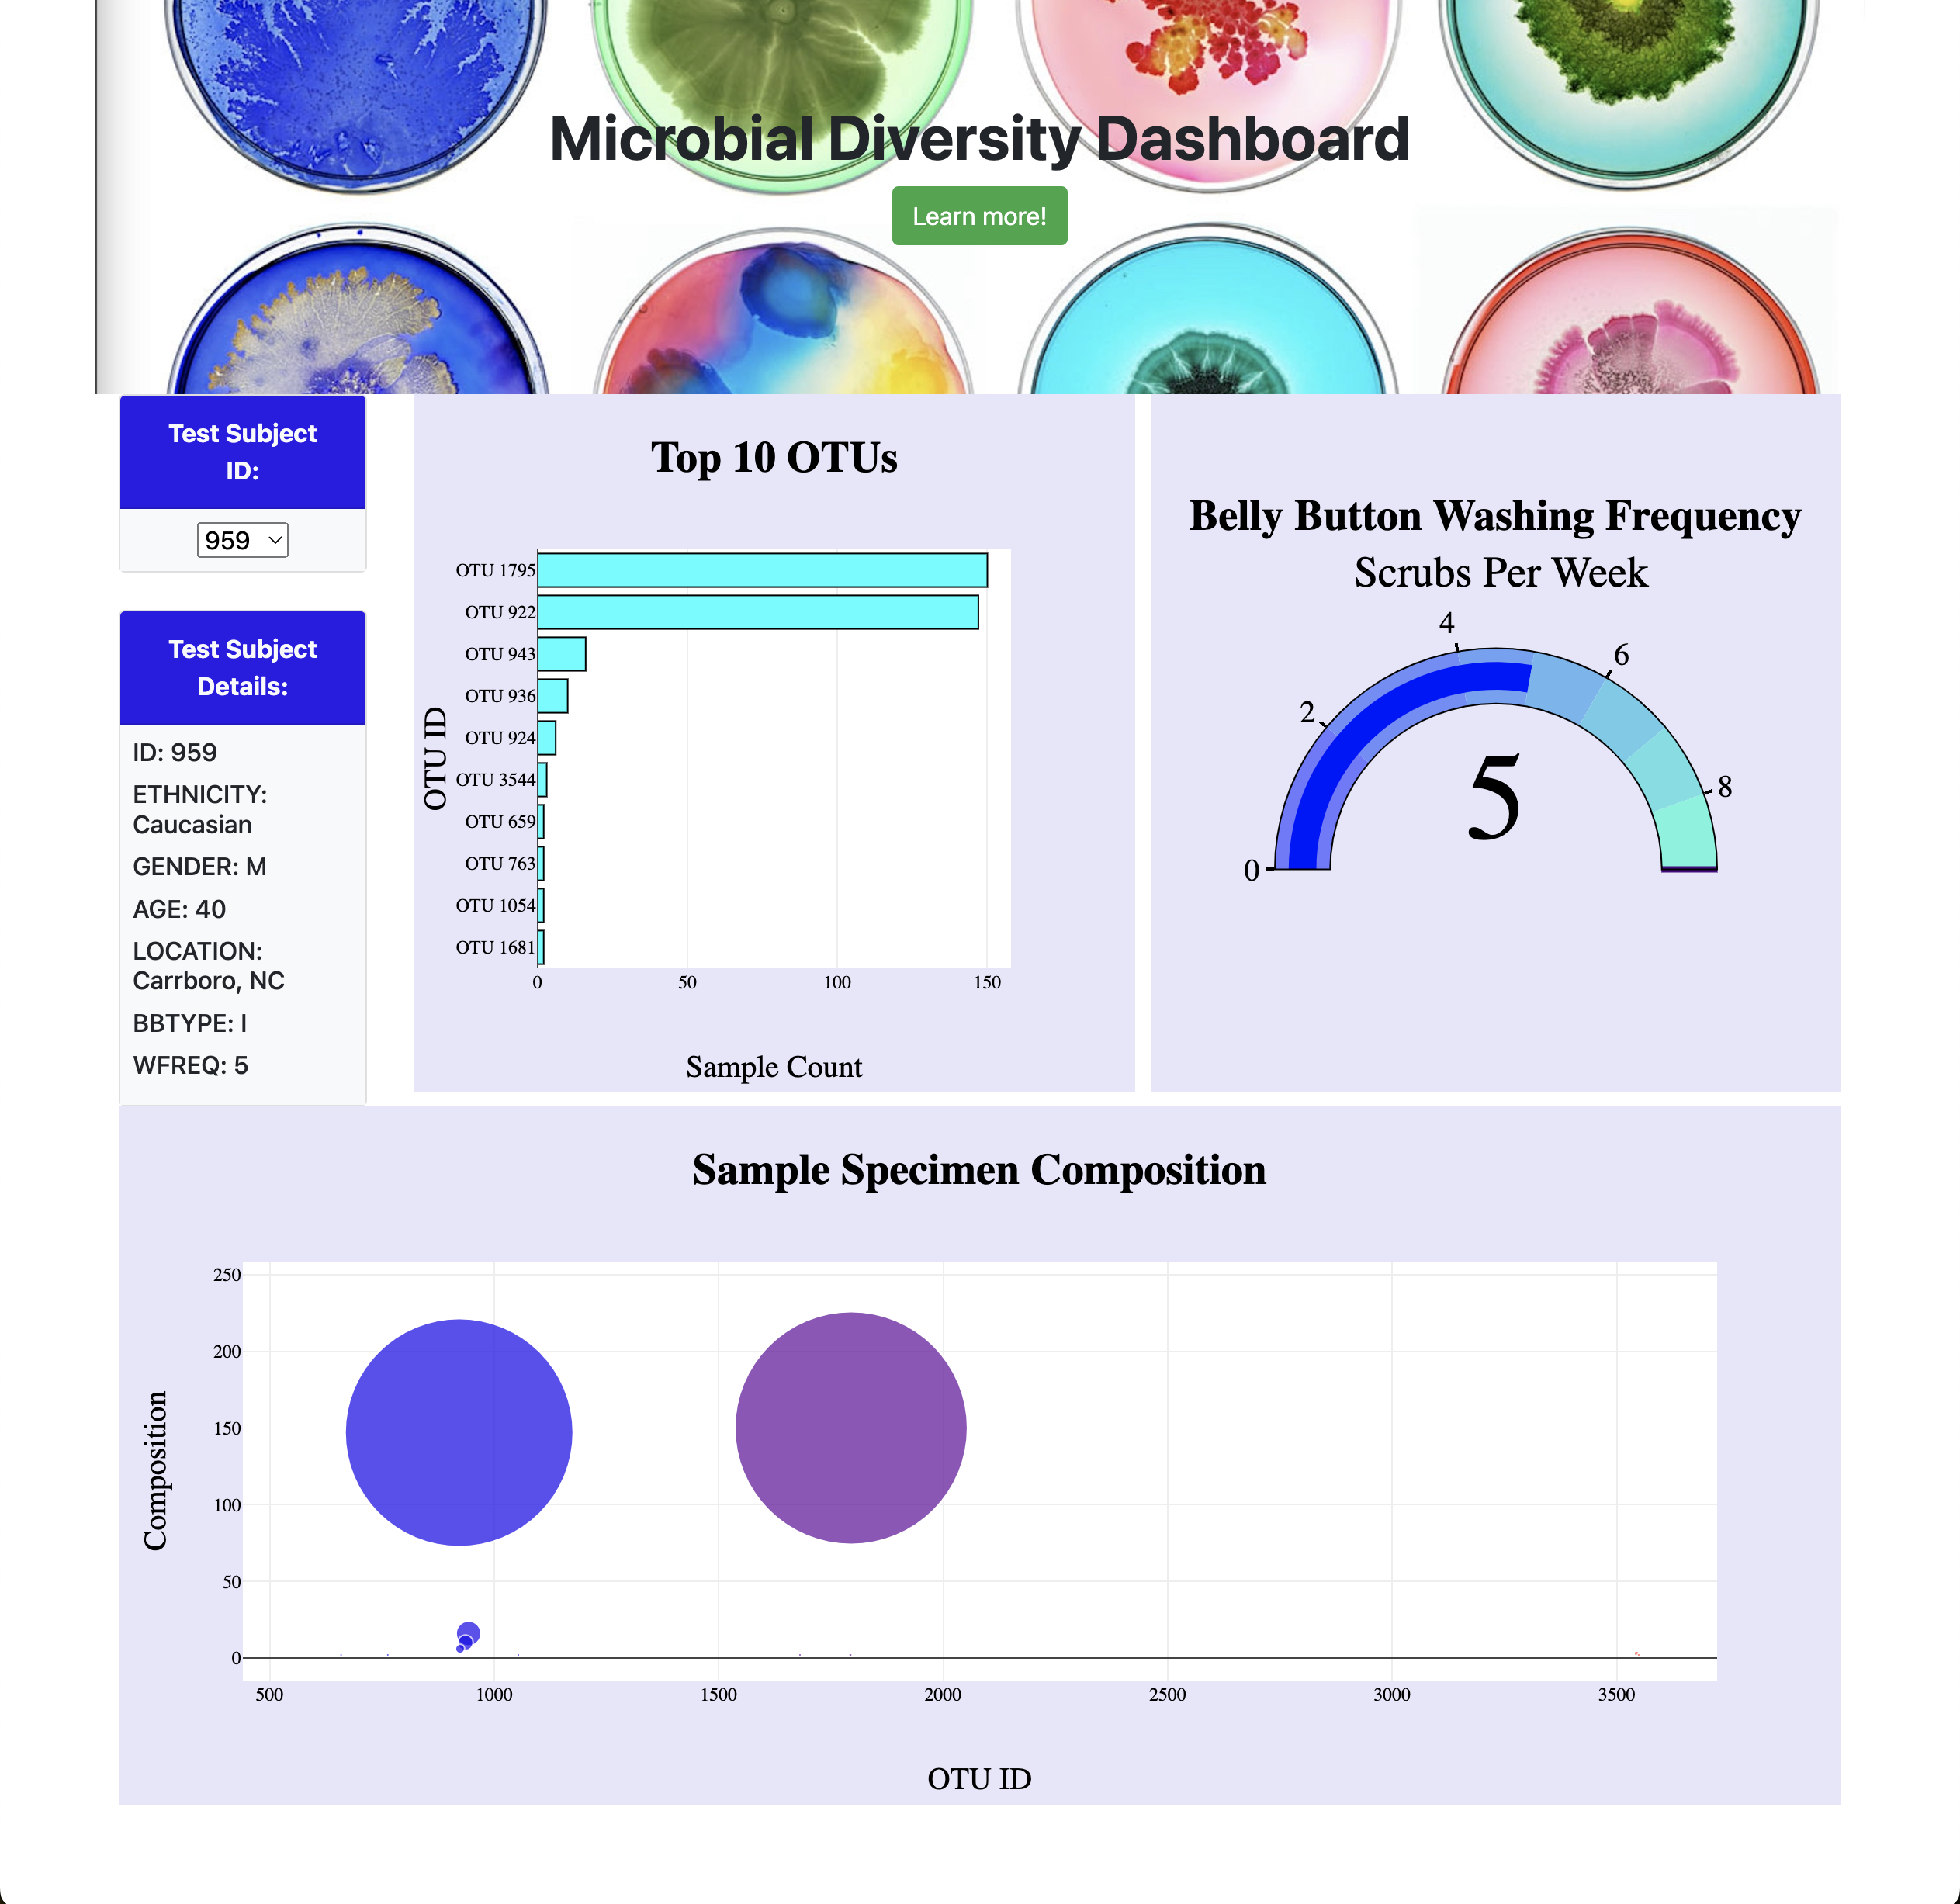 Microbial Diversity Dashboard
Learn more!
Test Subject
ID:
959
Test Subject
Details:
ID: 959
ETHNICITY:
Caucasian
GENDER: M
AGE: 40
LOCATION:
Carrboro, NC
BBTYPE: I
WFREQ: 5
Top 10 OTUs
OTU ID
OTU 1795
OTU 922
OTU 943
OTU 936
OTU 924
OTU 3544
OTU 659
OTU 763
OTU 1054
OTU 1681
0 50 100 150
Sample Count
Belly Button Washing Frequency
Scrubs Per Week
0
2
4
6
8
5
Sample Specimen Composition
Composition
250
200
150
100
50
0
500 1000 1500 2000 2500 3000 3500
OTU ID